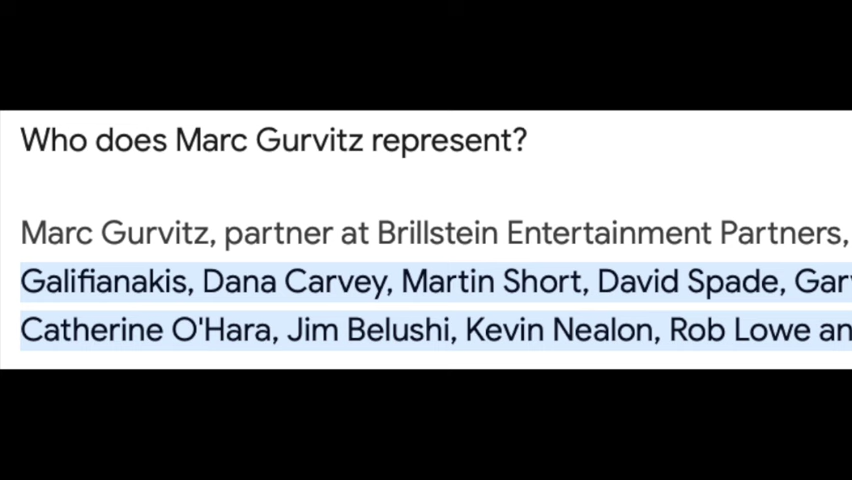 Who does Marc Gurvitz represent?
Marc Gurvitz, partner at Brillstein Entertainment Partners,
Galifianakis, Dana Carvey, Martin Short, David Spade,
Catherine O'Hara, Jim Belushi, Kevin Nealon, Rob Lowe